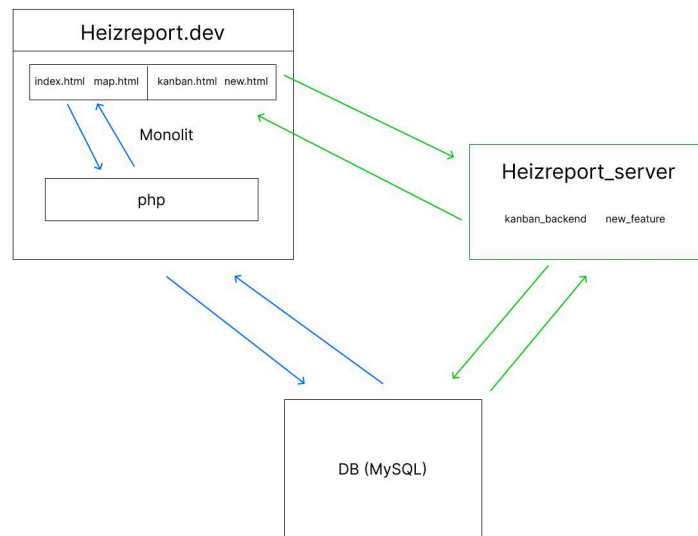 Heizreport.dev
index.html map.html kanban.html new.html
Monolit
php
Heizreport_server
kanban_backend new_feature
DB (MySQL)